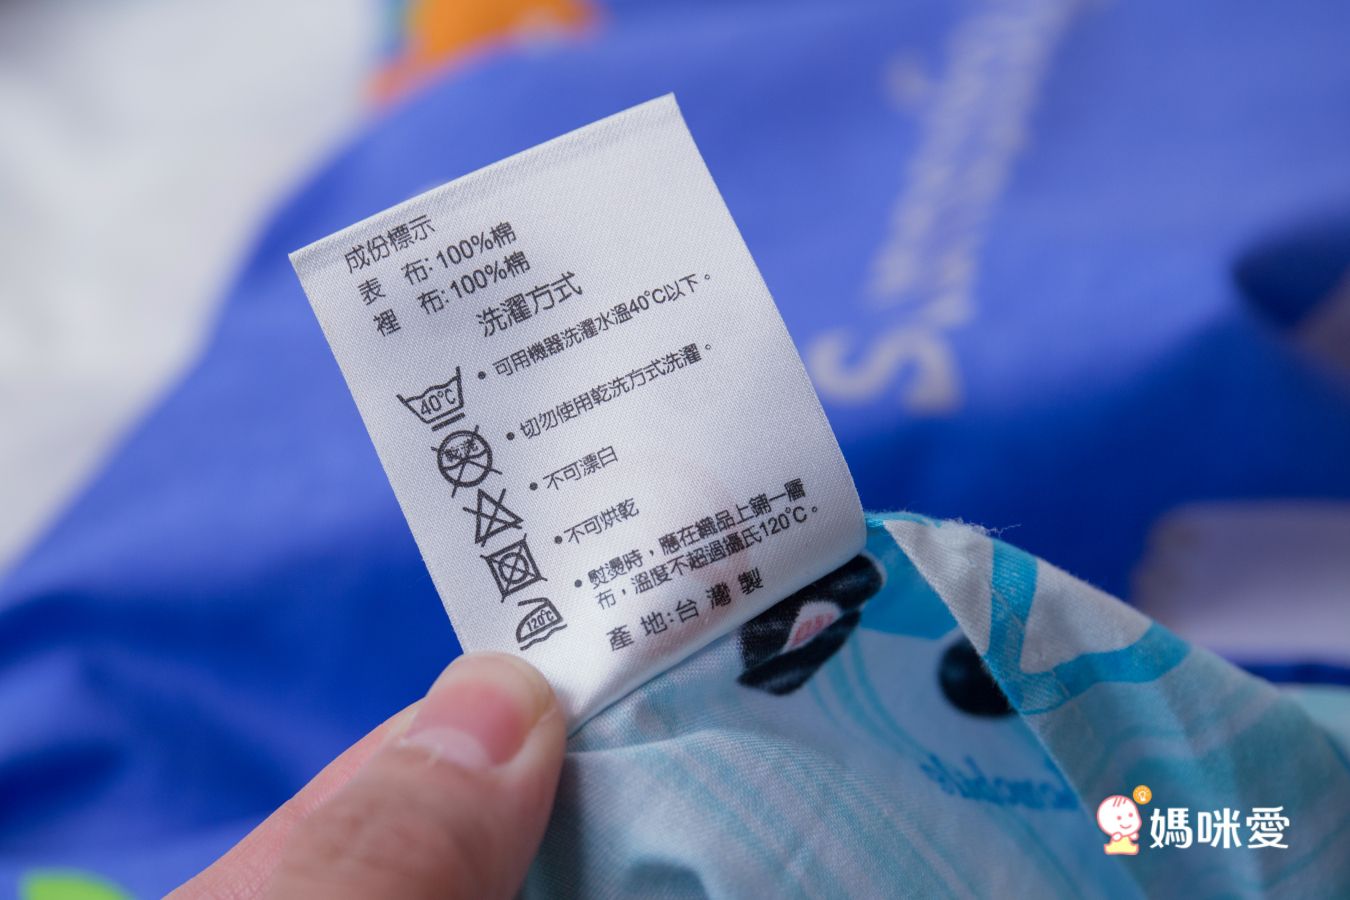 成份標示
表 布:100%棉
裡 布:100%棉
洗濯方式
40°C
• 可用機器洗濯水溫40°C以下。
乾洗
• 切勿使用乾洗方式洗濯。
• 不可漂白
• 不可烘乾
120°C
• 熨燙時，應在織品上鋪一層
布，溫度不超過攝氏120°C。
產 地:台 灣 製
媽咪愛